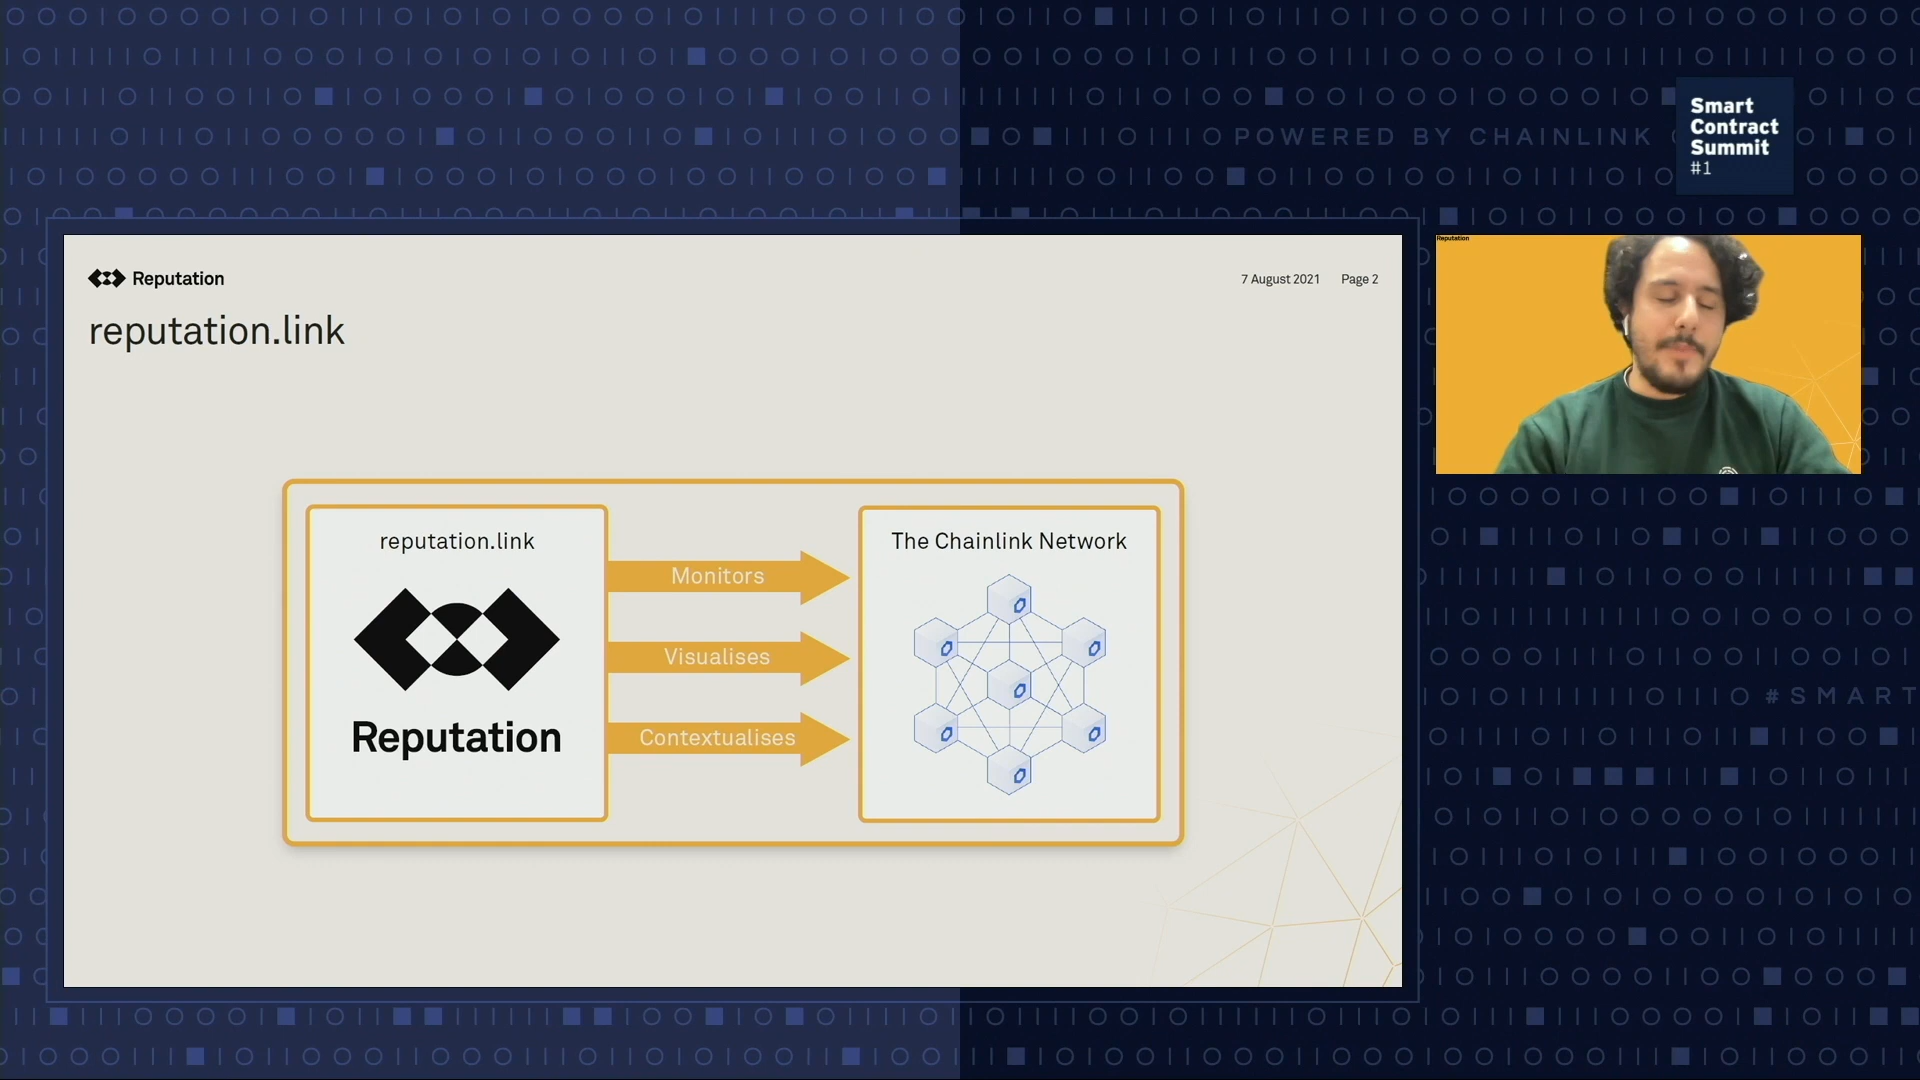 POWERED BY CHAINLINK
Smart
Contract
Summit
#1
Reputation
7 August 2021 Page 2
reputation.link
Reputation
reputation.link
Reputation
Monitors
Visualises
Contextualises
The Chainlink Network
#SMART